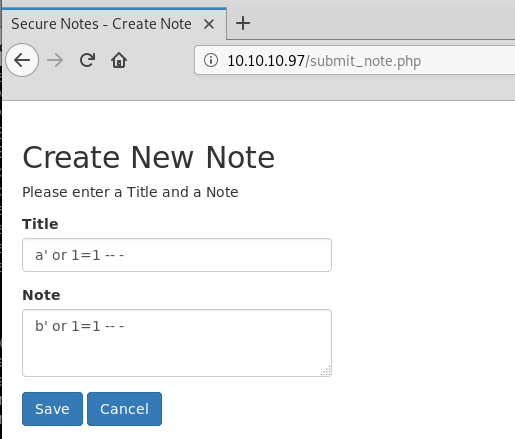 Secure Notes - Create Note
10.10.10.97/submit_note.php
Create New Note
Please enter a Title and a Note
Title
a' or 1=1 -- -
Note
b' or 1=1 -- -
Save Cancel